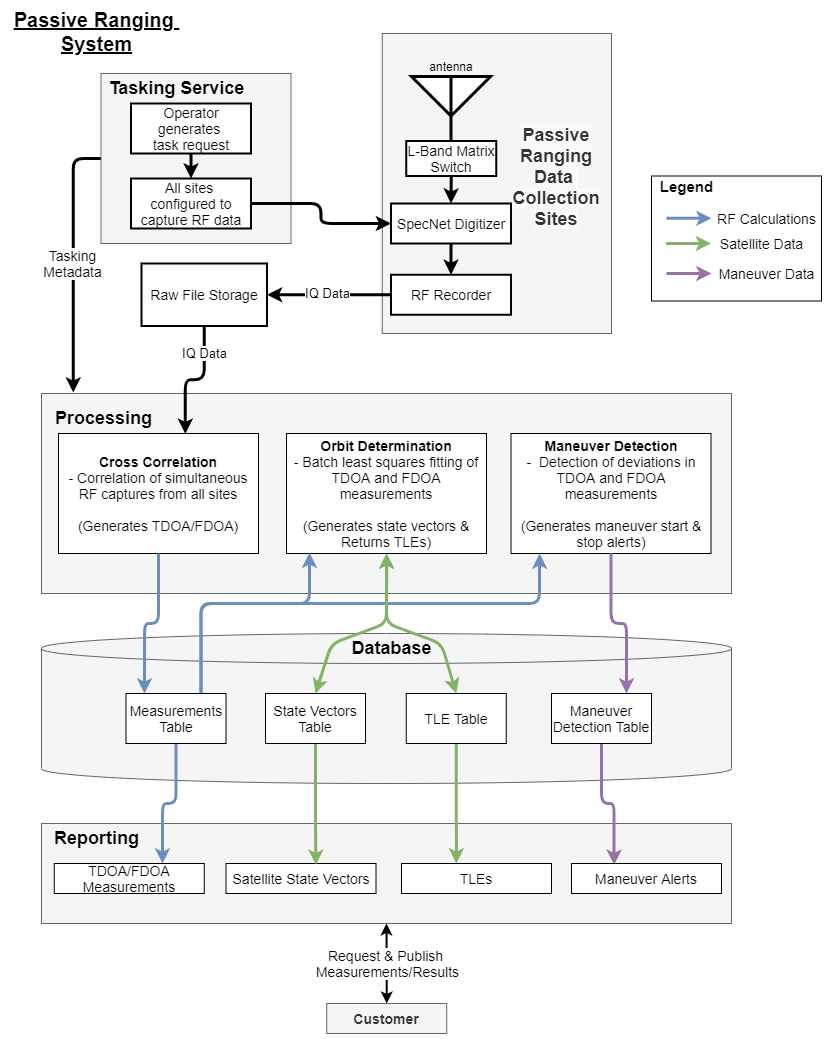 Passive Ranging
System
Tasking Service
Operator
generates
task request
All sites
configured to
capture RF data
antenna
L-Band Matrix
Switch
Passive
Ranging
Data
Collection
Sites
SpecNet Digitizer
RF Recorder
IQ Data
Raw File Storage
IQ Data
Tasking
Metadata
Legend
RF Calculations
Satellite Data
Maneuver Data
Processing
Cross Correlation
- Correlation of simultaneous
RF captures from all sites
(Generates TDOA/FDOA)
Orbit Determination
- Batch least squares fitting of
TDOA and FDOA
measurements
(Generates state vectors &
Returns TLEs)
Maneuver Detection
- Detection of deviations in
TDOA and FDOA
measurements
(Generates maneuver start &
stop alerts)
Database
Measurements
Table
State Vectors
Table
TLE Table
Maneuver
Detection Table
Reporting
TDOA/FDOA
Measurements
Satellite State Vectors
TLEs
Maneuver Alerts
Request & Publish
Measurements/Results
Customer